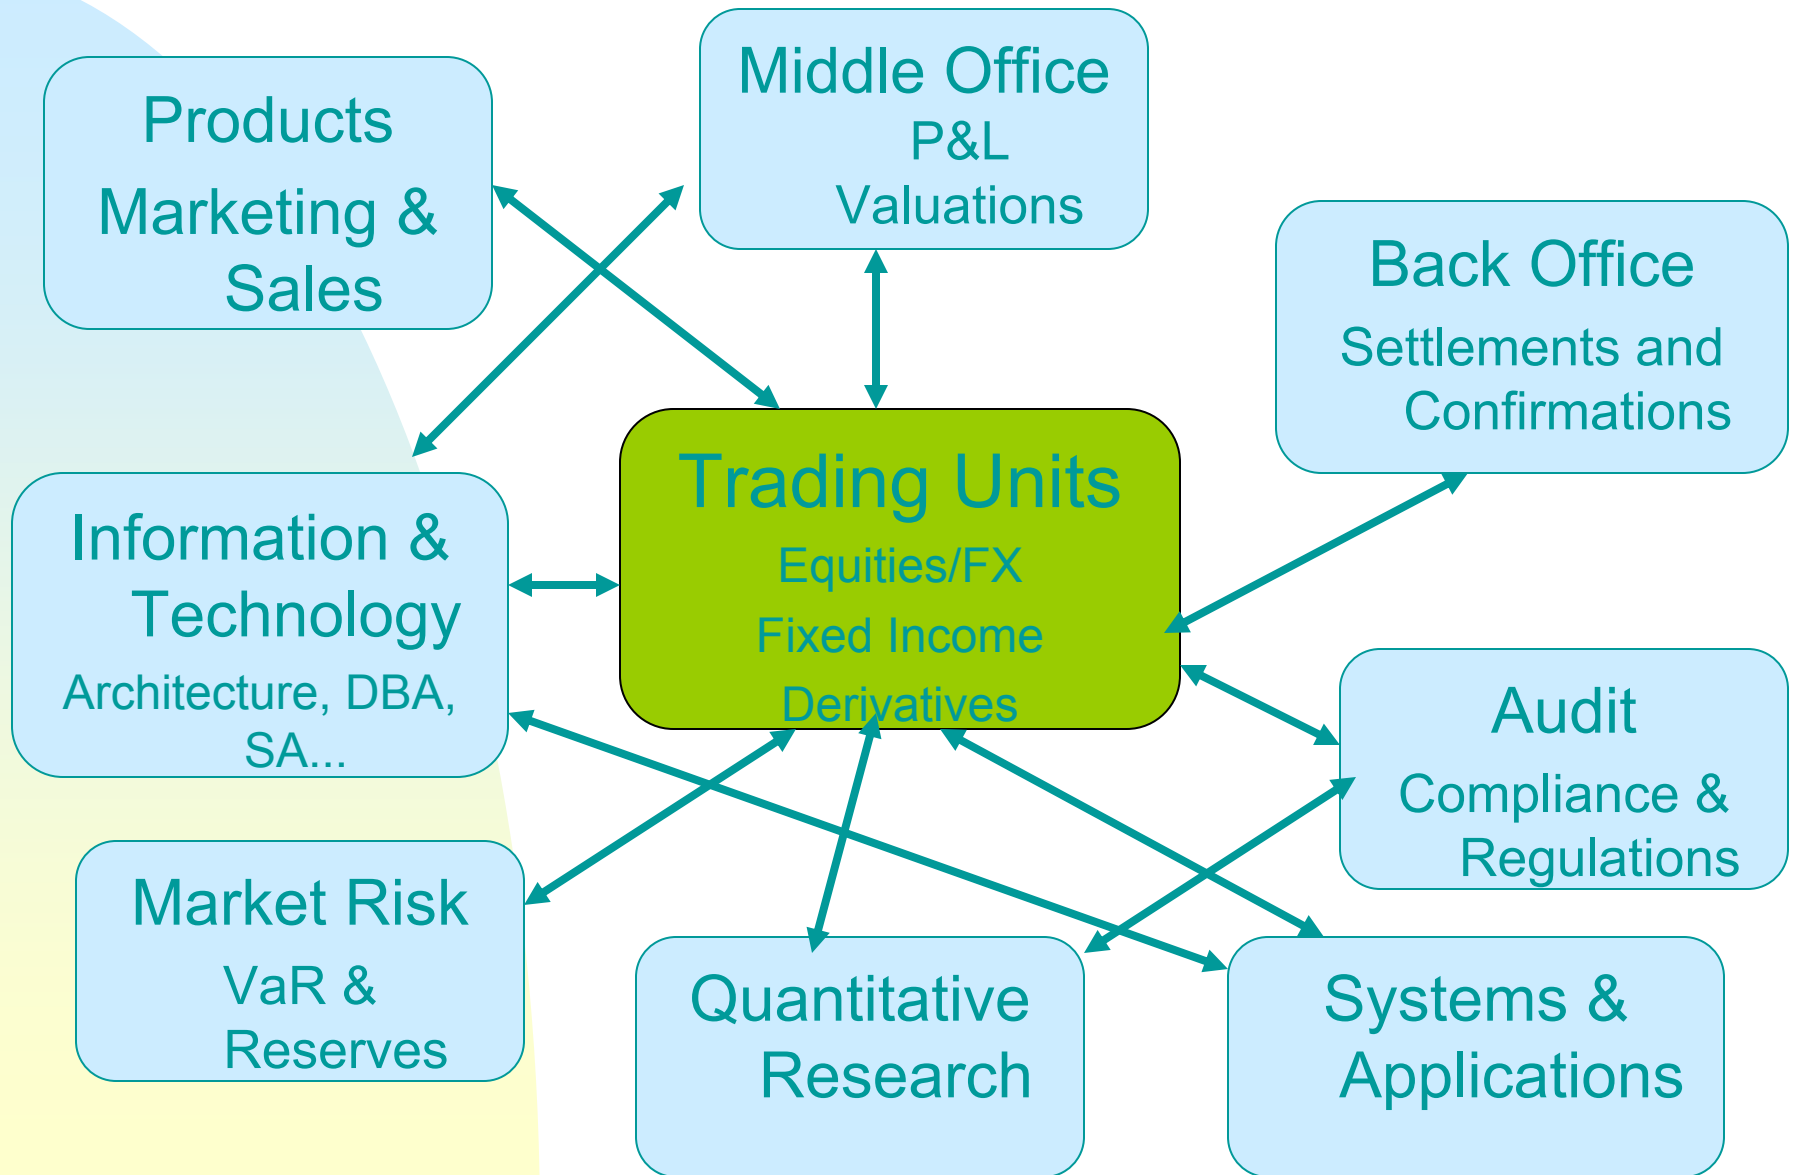 Products
Marketing &
Sales
Middle Office
P&L
Valuations
Back Office
Settlements and
Confirmations
Trading Units
Equities/FX
Fixed Income
Derivatives
Information &
Technology
Architecture, DBA,
SA...
Audit
Compliance &
Regulations
Market Risk
VaR &
Reserves
Quantitative
Research
Systems &
Applications